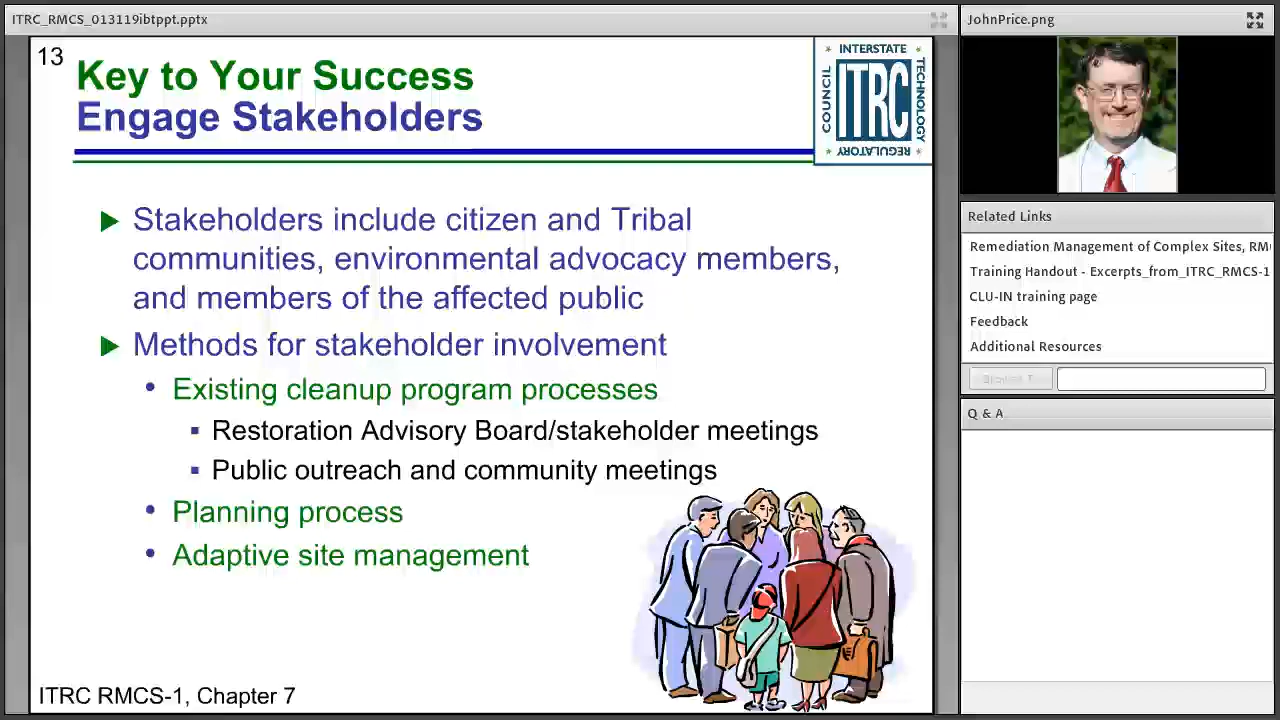 ITRC_RMCS_013119ibtppt.pptx
13
Key to Your Success
Engage Stakeholders
INTERSTATE
TECHNOLOGY
REGULATORY
COUNCIL
ITRC
Stakeholders include citizen and Tribal
communities, environmental advocacy members,
and members of the affected public
Methods for stakeholder involvement
Existing cleanup program processes
Restoration Advisory Board/stakeholder meetings
Public outreach and community meetings
Planning process
Adaptive site management
ITRC RMCS-1, Chapter 7
JohnPrice.png
Related Links
Remediation Management of Complex Sites, RM
Training Handout - Excerpts_from_ITRC_RMCS-1
CLU-IN training page
Feedback
Additional Resources
Q & A